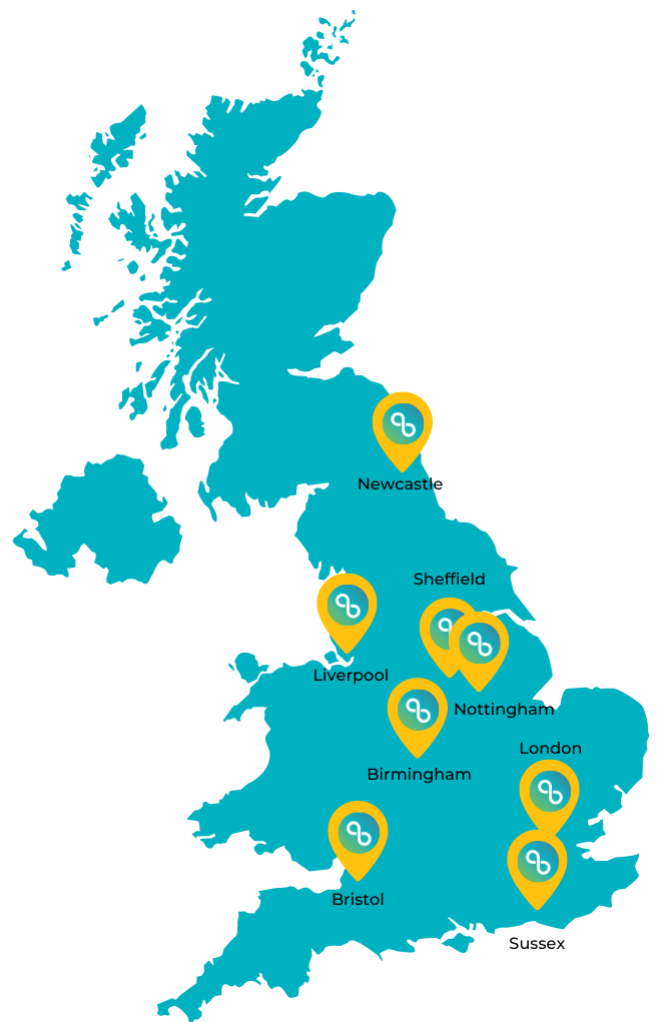 Newcastle
Sheffield
Liverpool
Nottingham
London
Birmingham
Bristol
Sussex